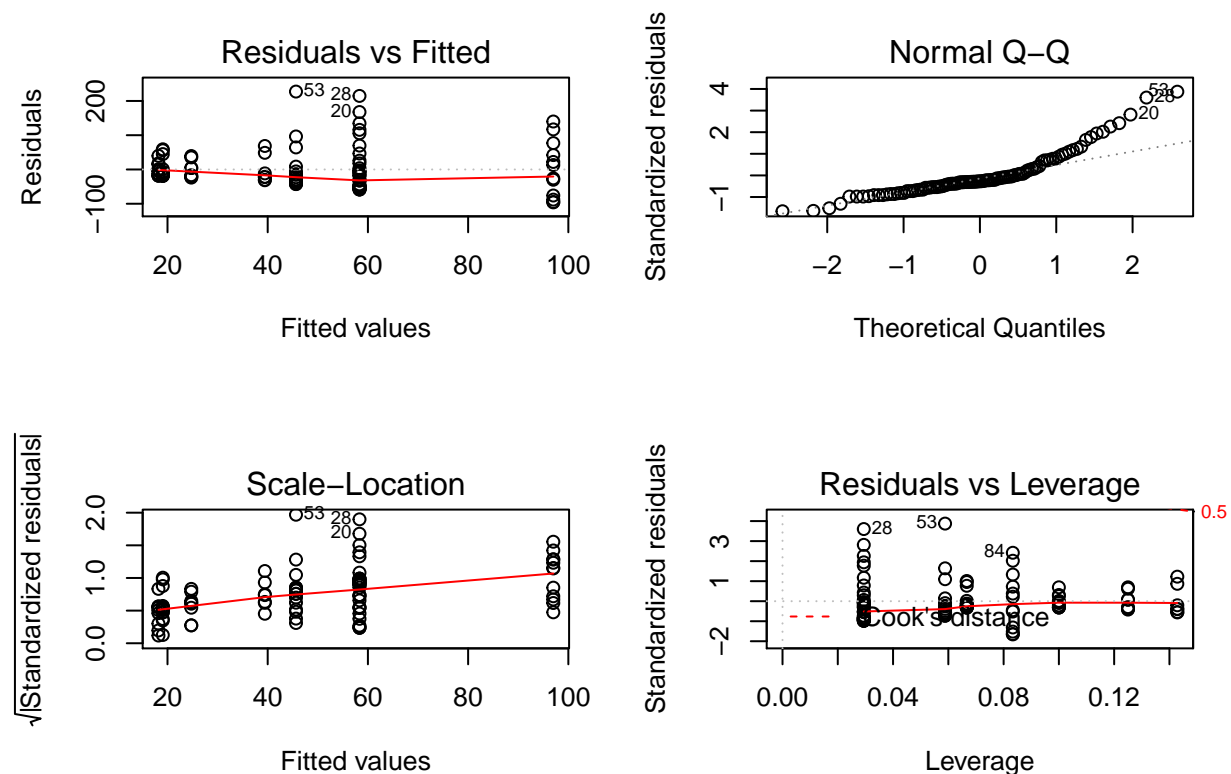 Residuals vs Fitted
Residuals
200
−100
53
28
20
20 40 60 80 100
Fitted values
Normal Q−Q
Standardized residuals
4
2
−1
53
28
20
−2 −1 0 1 2
Theoretical Quantiles
Scale−Location
√|Standardized residuals|
2.0
1.0
0.0
53
28
20
20 40 60 80 100
Fitted values
Residuals vs Leverage
Standardized residuals
3
1
−2
28
53
84
0.5
Cook's distance
0.00 0.04 0.08 0.12
Leverage